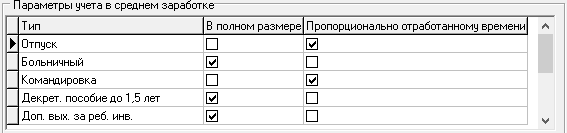 Параметры учета в среднем заработке
Тип В полном размере Пропорционально отработанному времени
Отпуск
Больничный
Командировка
Декрет. пособие до 1,5 лет
Доп. вых. за реб. инв.